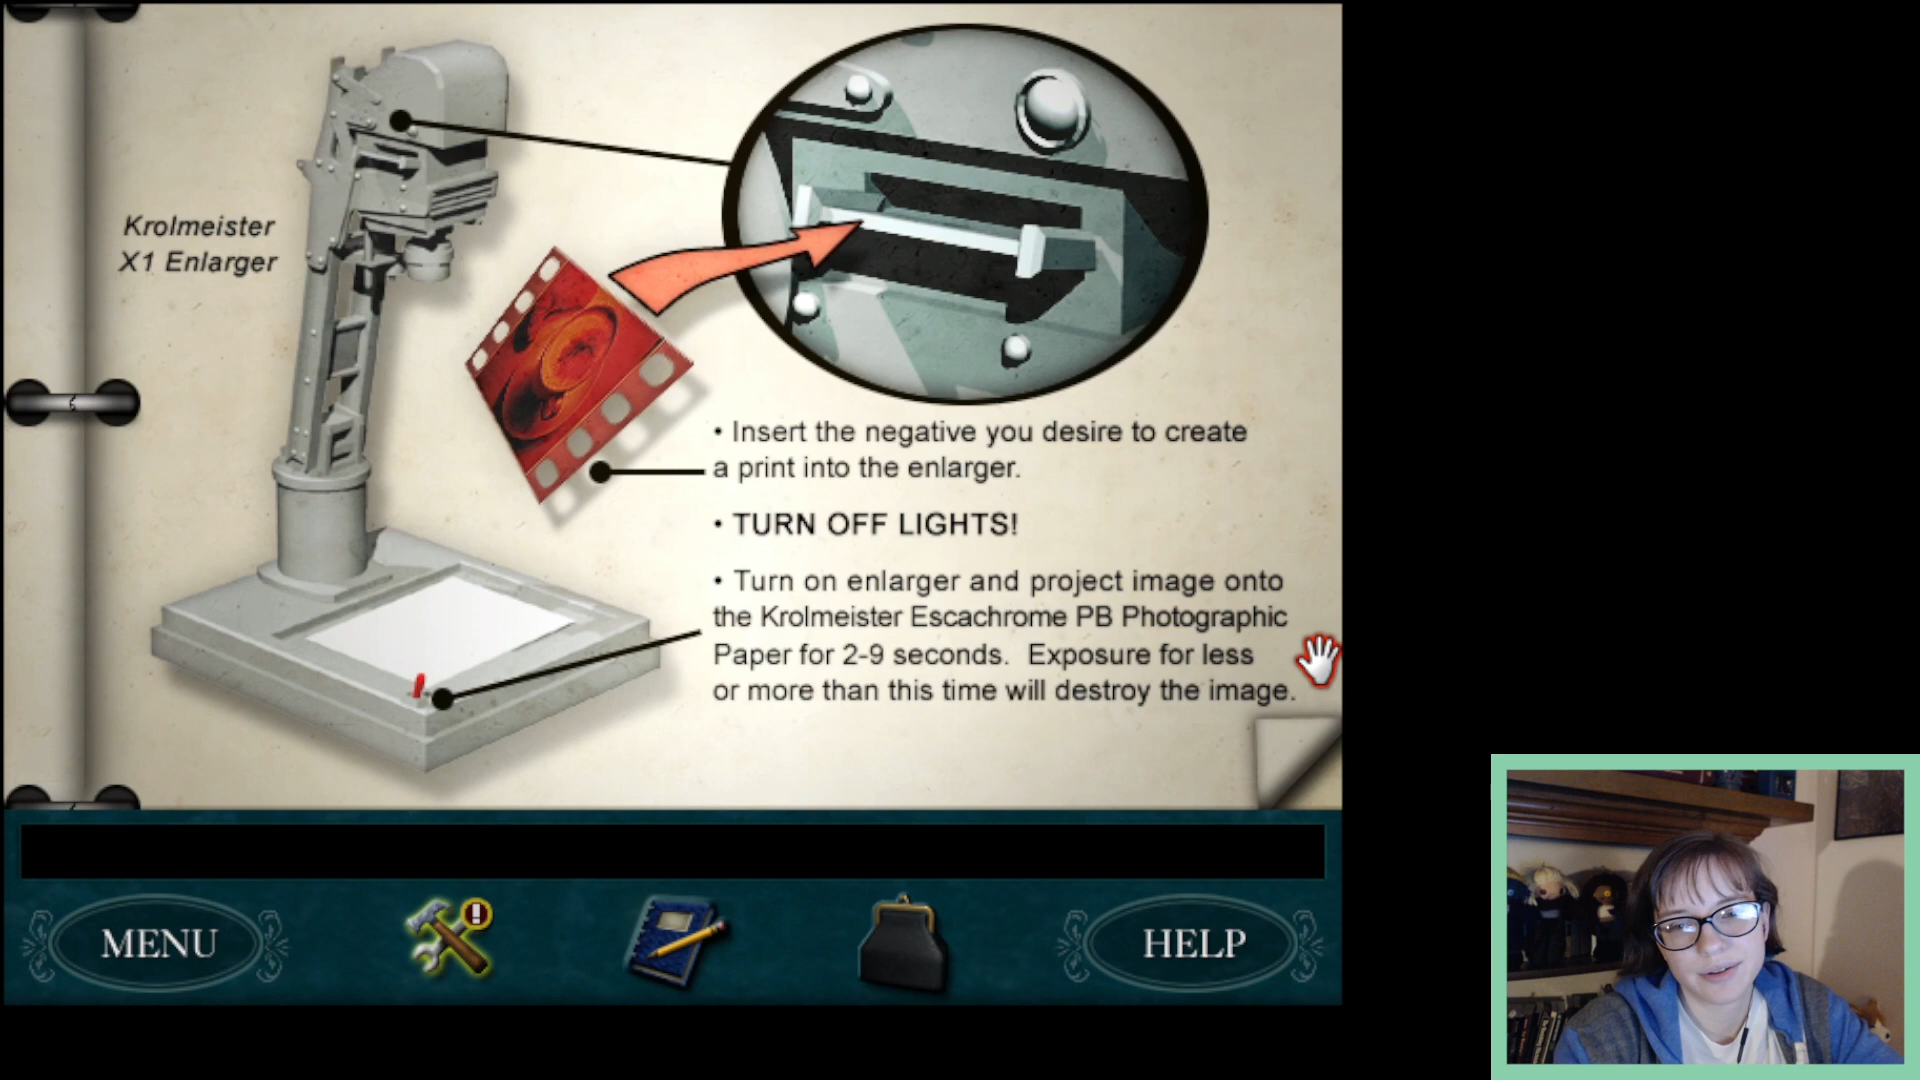 Krolmeister
X1 Enlarger
• Insert the negative you desire to create
a print into the enlarger.
• TURN OFF LIGHTS!
• Turn on enlarger and project image onto
the Krolmeister Escachrome PB Photographic
Paper for 2-9 seconds. Exposure for less
or more than this time will destroy the image.
!
MENU
HELP